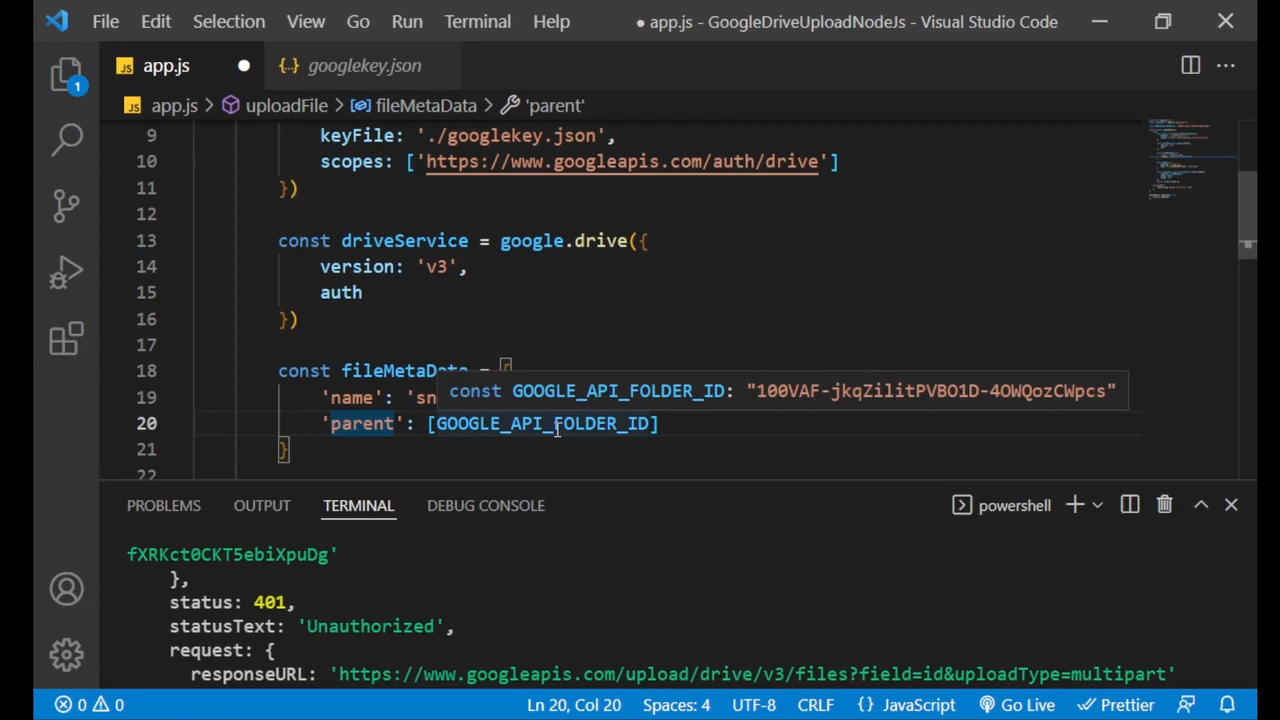 File Edit Selection View Go Run Terminal Help ● app.js - GoogleDriveUploadNodeJs - Visual Studio Code
JS app.js ● {..} googlekey.json
1
JS app.js > uploadFile > fileMetaData > 'parent'
9 keyFile: './googlekey.json',
10 scopes: ['https://www.googleapis.com/auth/drive']
11 })
12
13 const driveService = google.drive({
14 version: 'v3',
15 auth
16 })
17
18 const fileMetaData = {
const GOOGLE_API_FOLDER_ID: "100VAF-jkqZilitPVBO1D-4OWQozCWpcs"
19 'name': 'sn
20 'parent': [GOOGLE_API_FOLDER_ID]
21 }
22
PROBLEMS OUTPUT TERMINAL DEBUG CONSOLE powershell
fXRKct0CKT5ebiXpuDg'
},
status: 401,
statusText: 'Unauthorized',
request: {
responseURL: 'https://www.googleapis.com/upload/drive/v3/files?field=id&uploadType=multipart'
0 0 Ln 20, Col 20 Spaces: 4 UTF-8 CRLF {} JavaScript Go Live Prettier